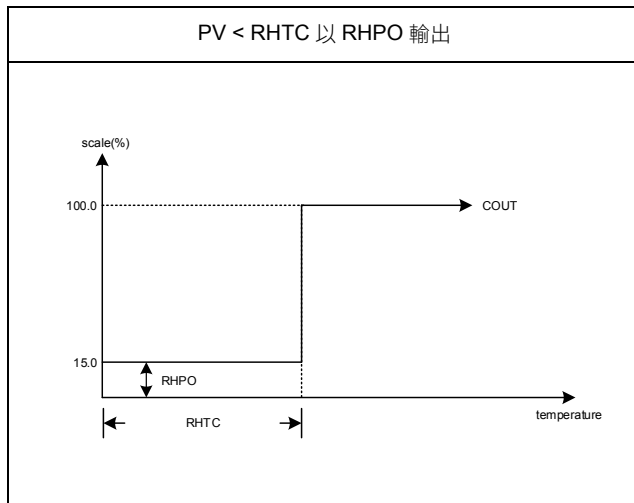 PV < RHTC 以 RHPO 輸出
scale(%)
100.0
COUT
15.0
RHPO
temperature
RHTC